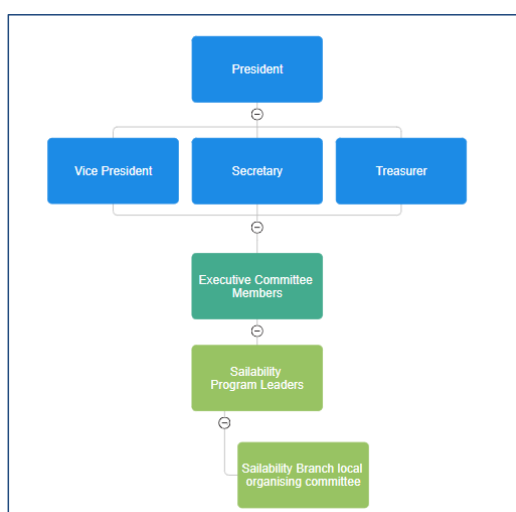 President
Vice President
Secretary
Treasurer
Executive Committee
Members
Sailability
Program Leaders
Sailability Branch local
organising committee